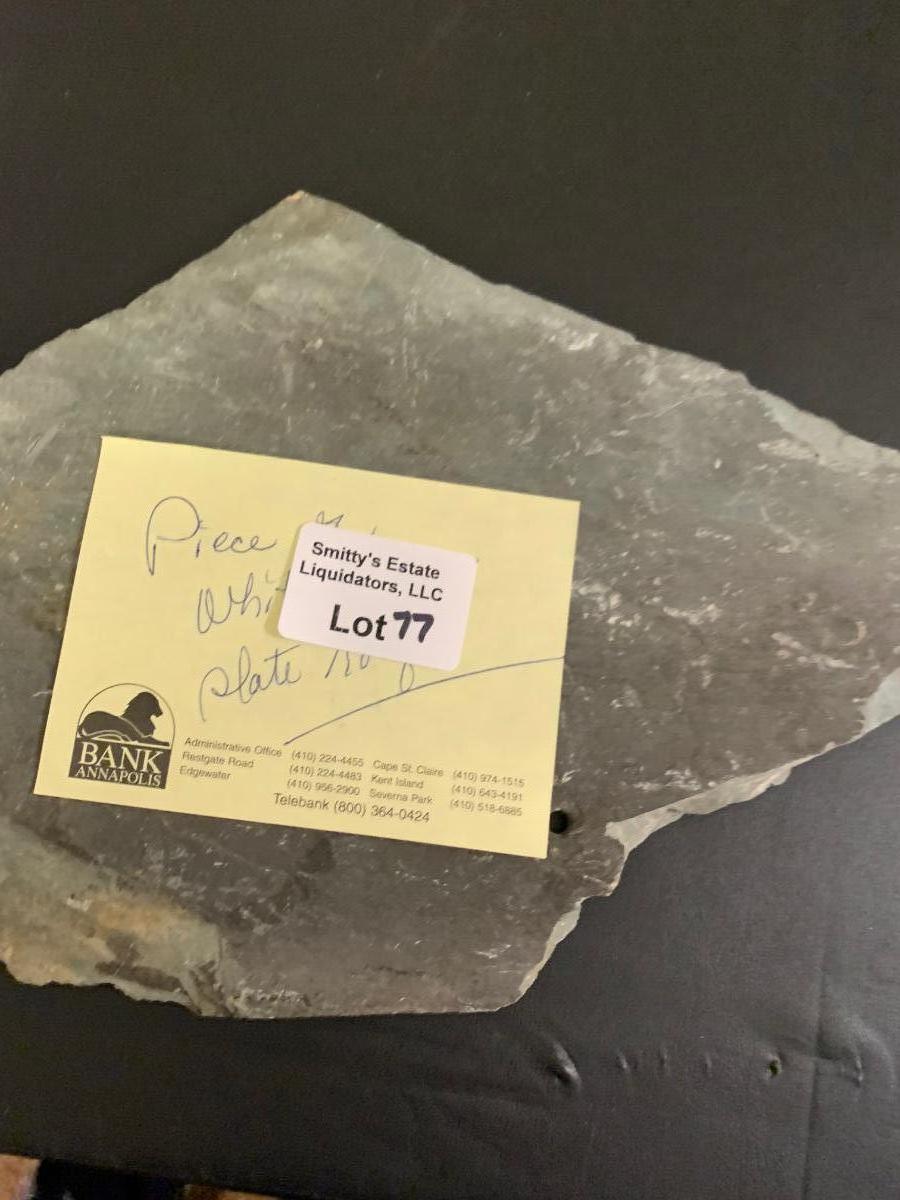 Piece
Smitty's Estate
Liquidators, LLC
Lot 77
slate
BANK
ANNAPOLIS
Administrative Office (410) 224-4455 Cape St. Claire (410) 974-1515
Restgate Road (410) 224-4483 Kent Island (410) 643-4191
Edgewater (410) 956-2900 Severna Park (410) 518-6885
Telebank (800) 364-0424